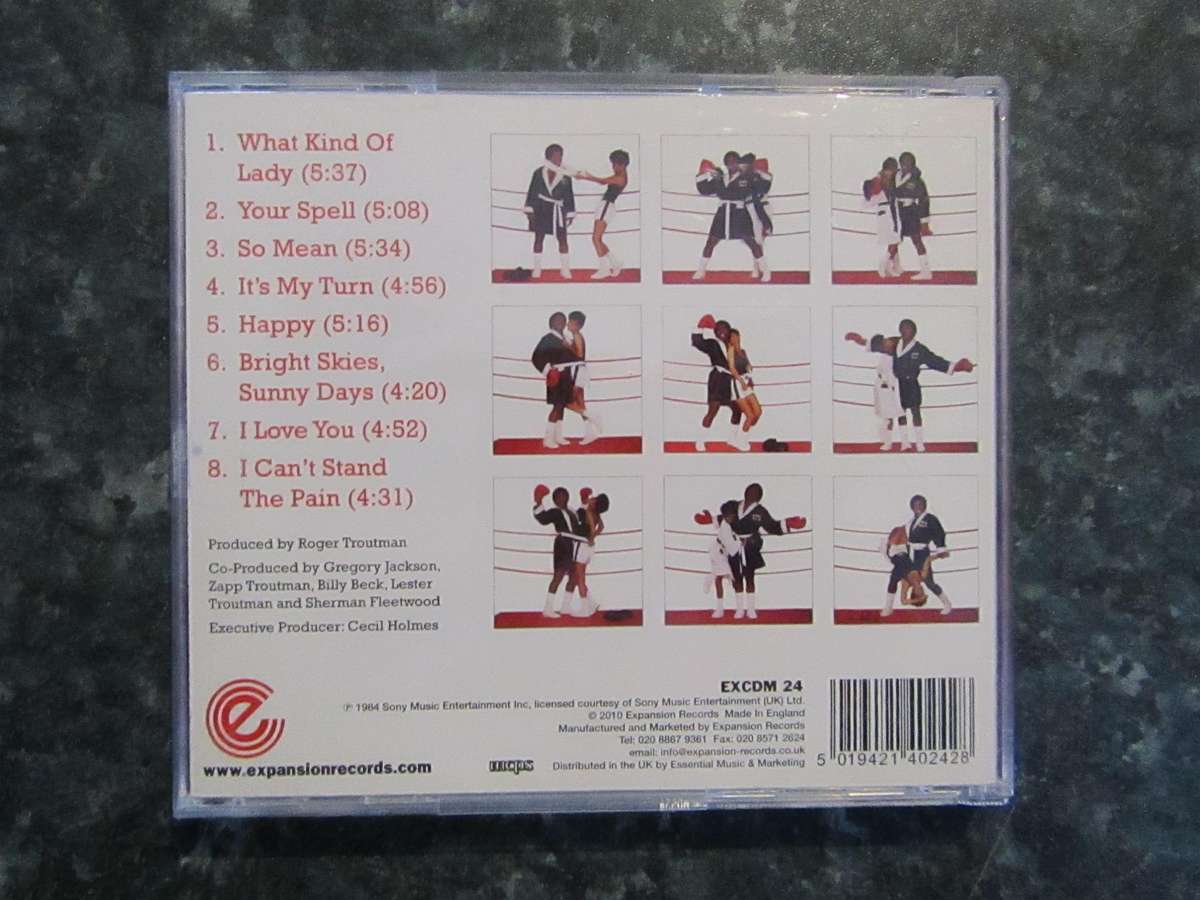 1. What Kind Of
Lady (5:37)
2. Your Spell (5:08)
3. So Mean (5:34)
4. It's My Turn (4:56)
5. Happy (5:16)
6. Bright Skies,
Sunny Days (4:20)
7. I Love You (4:52)
8. I Can't Stand
The Pain (4:31)
Produced by Roger Troutman
Co-Produced by Gregory Jackson,
Zapp Troutman, Billy Beck, Lester
Troutman and Sherman Fleetwood
Executive Producer: Cecil Holmes
e
www.expansionrecords.com
EXCDM 24
℗ 1984 Sony Music Entertainment Inc, licensed courtesy of Sony Music Entertainment (UK) Ltd.
© 2010 Expansion Records Made In England
Manufactured and Marketed by Expansion Records
Tel: 020 8867 9361 Fax: 020 8571 2624
email: info@expansion-records.co.uk
mcps Distributed in the UK by Essential Music & Marketing
5 019421 402428